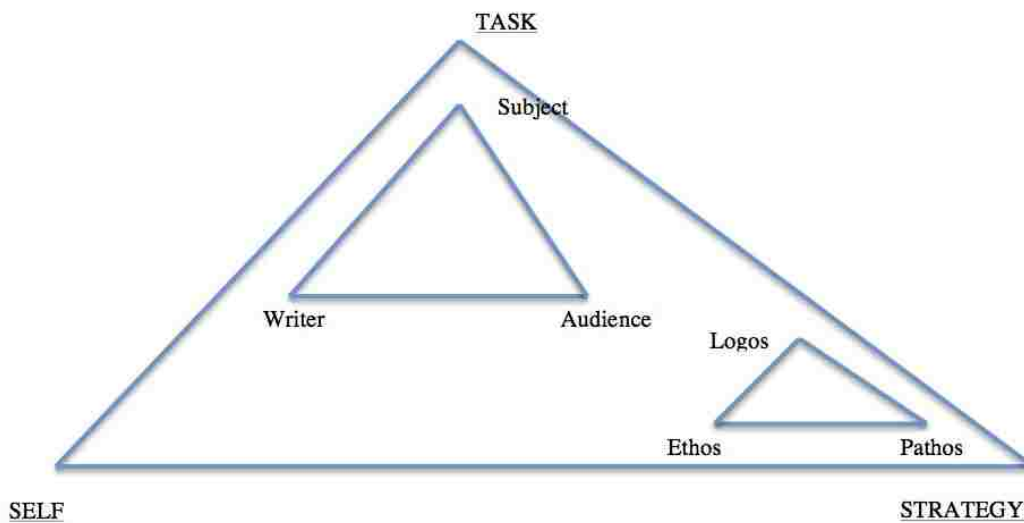 TASK
Subject
Writer
Audience
Logos
Ethos
Pathos
SELF
STRATEGY